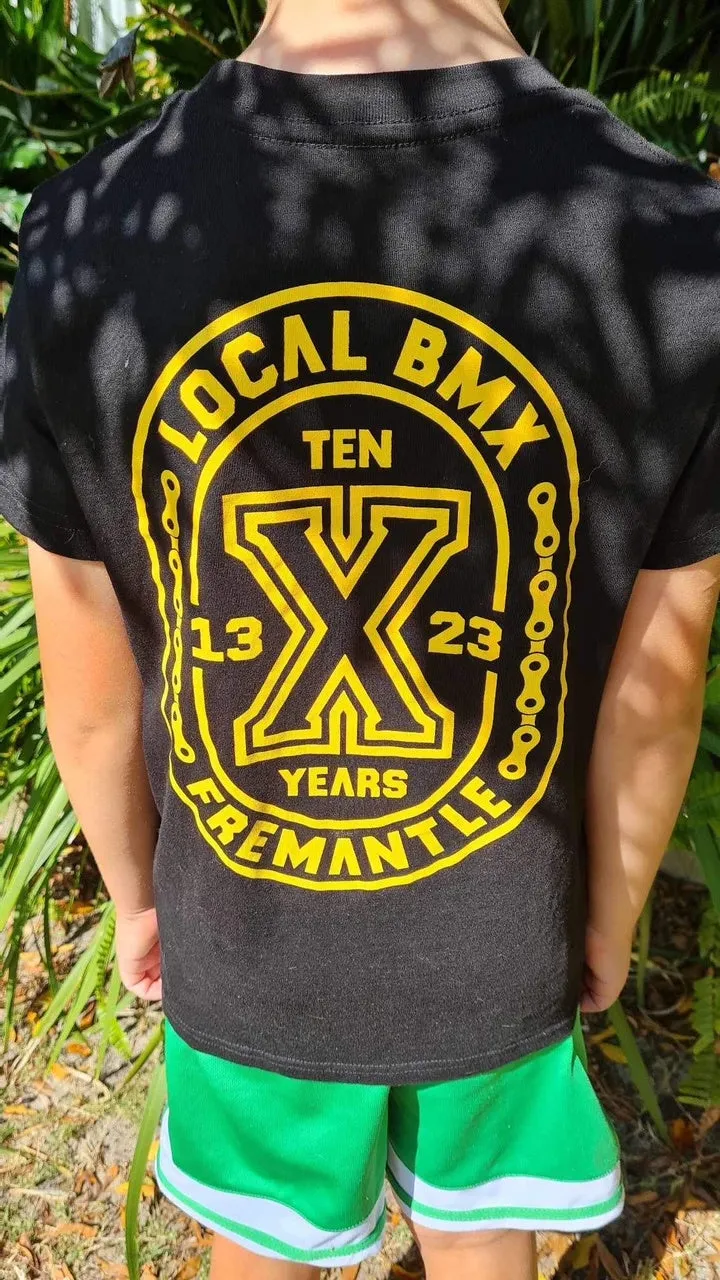 LOCAL BMX
TEN
X
13 23
YEARS
FREMANTLE